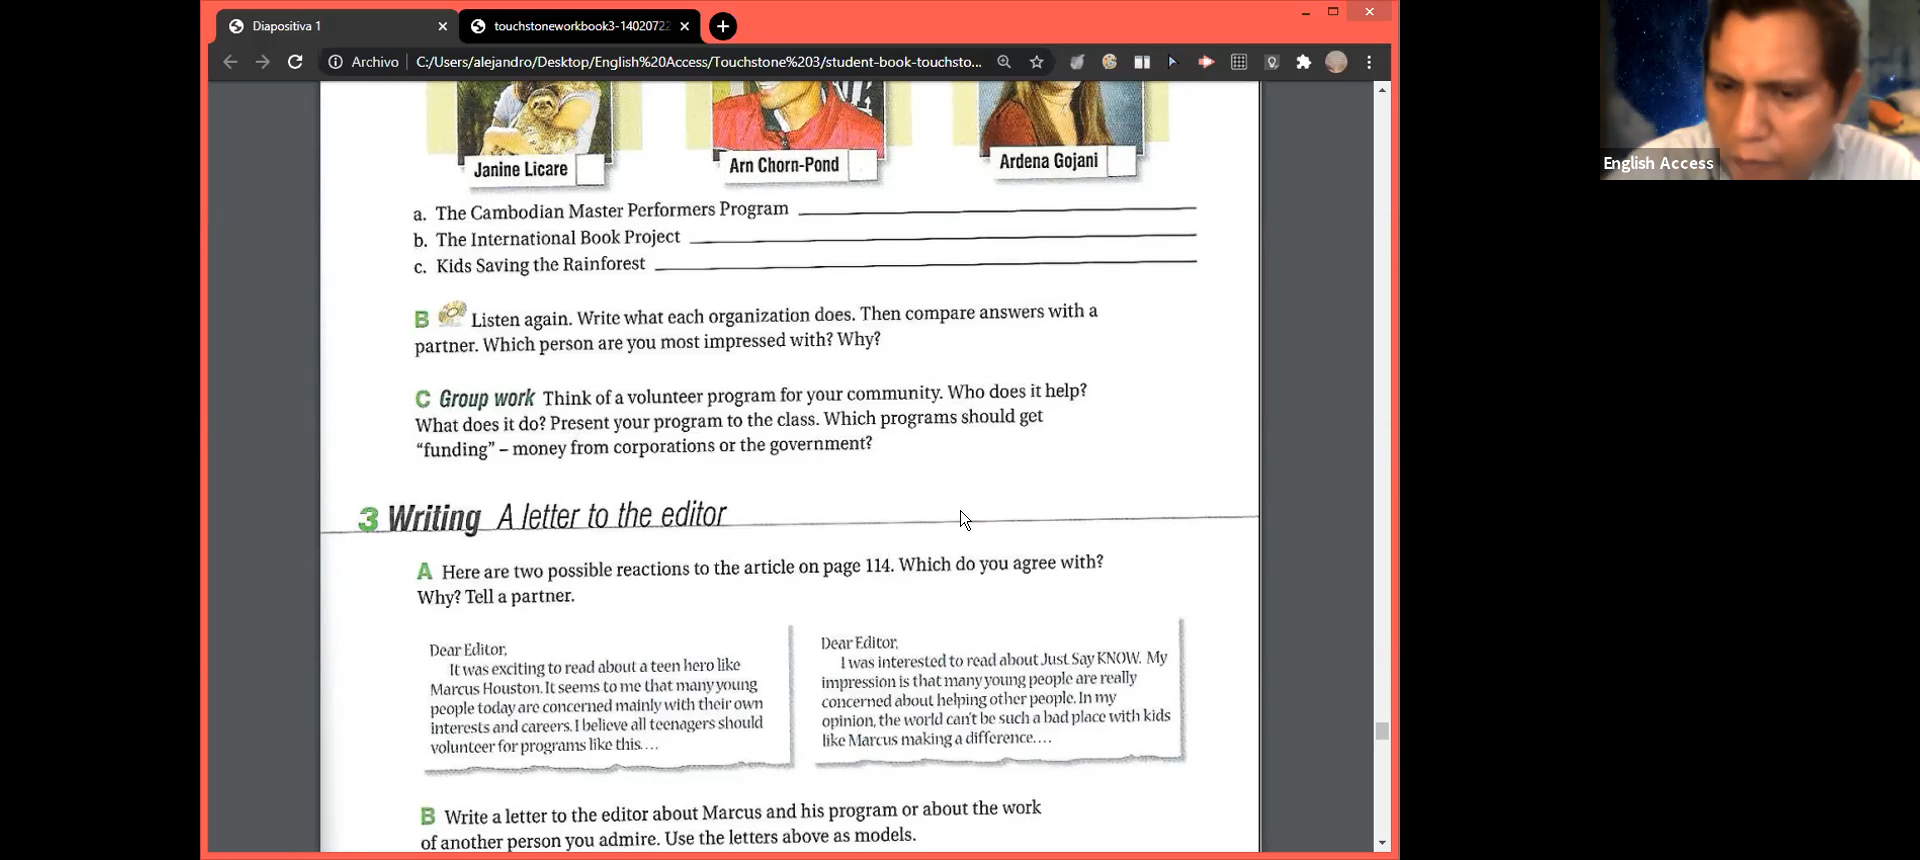 Diapositiva 1
touchstoneworkbook3-14020722
Archivo C:/Users/alejandro/Desktop/English%20Access/Touchstone%203/student-book-touchsto...
English Access
Janine Licare
Arn Chorn-Pond
Ardena Gojani
a. The Cambodian Master Performers Program
b. The International Book Project
c. Kids Saving the Rainforest
B Listen again. Write what each organization does. Then compare answers with a
partner. Which person are you most impressed with? Why?
C Group work Think of a volunteer program for your community. Who does it help?
What does it do? Present your program to the class. Which programs should get
“funding” – money from corporations or the government?
3 Writing A letter to the editor
A Here are two possible reactions to the article on page 114. Which do you agree with?
Why? Tell a partner.
Dear Editor,
It was exciting to read about a teen hero like
Marcus Houston. It seems to me that many young
people today are concerned mainly with their own
interests and careers. I believe all teenagers should
volunteer for programs like this....
Dear Editor,
I was interested to read about Just Say KNOW. My
impression is that many young people are really
concerned about helping other people. In my
opinion, the world can't be such a bad place with kids
like Marcus making a difference....
B Write a letter to the editor about Marcus and his program or about the work
of another person you admire. Use the letters above as models.